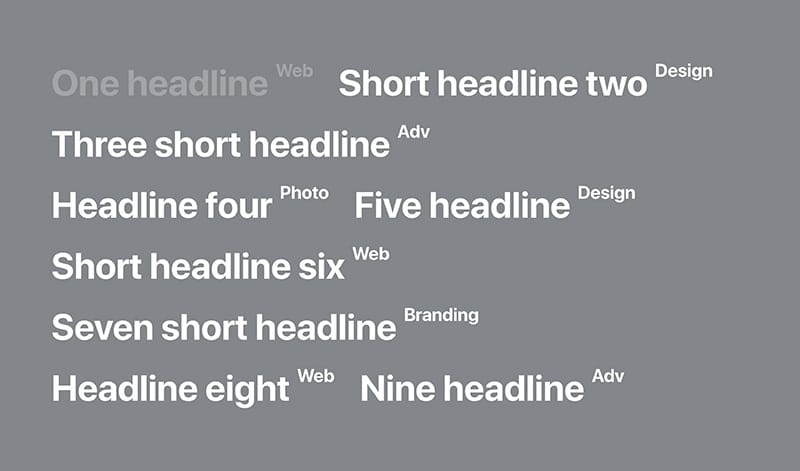 One headline Web Short headline two Design
Three short headline Adv
Headline four Photo Five headline Design
Short headline six Web
Seven short headline Branding
Headline eight Web Nine headline Adv